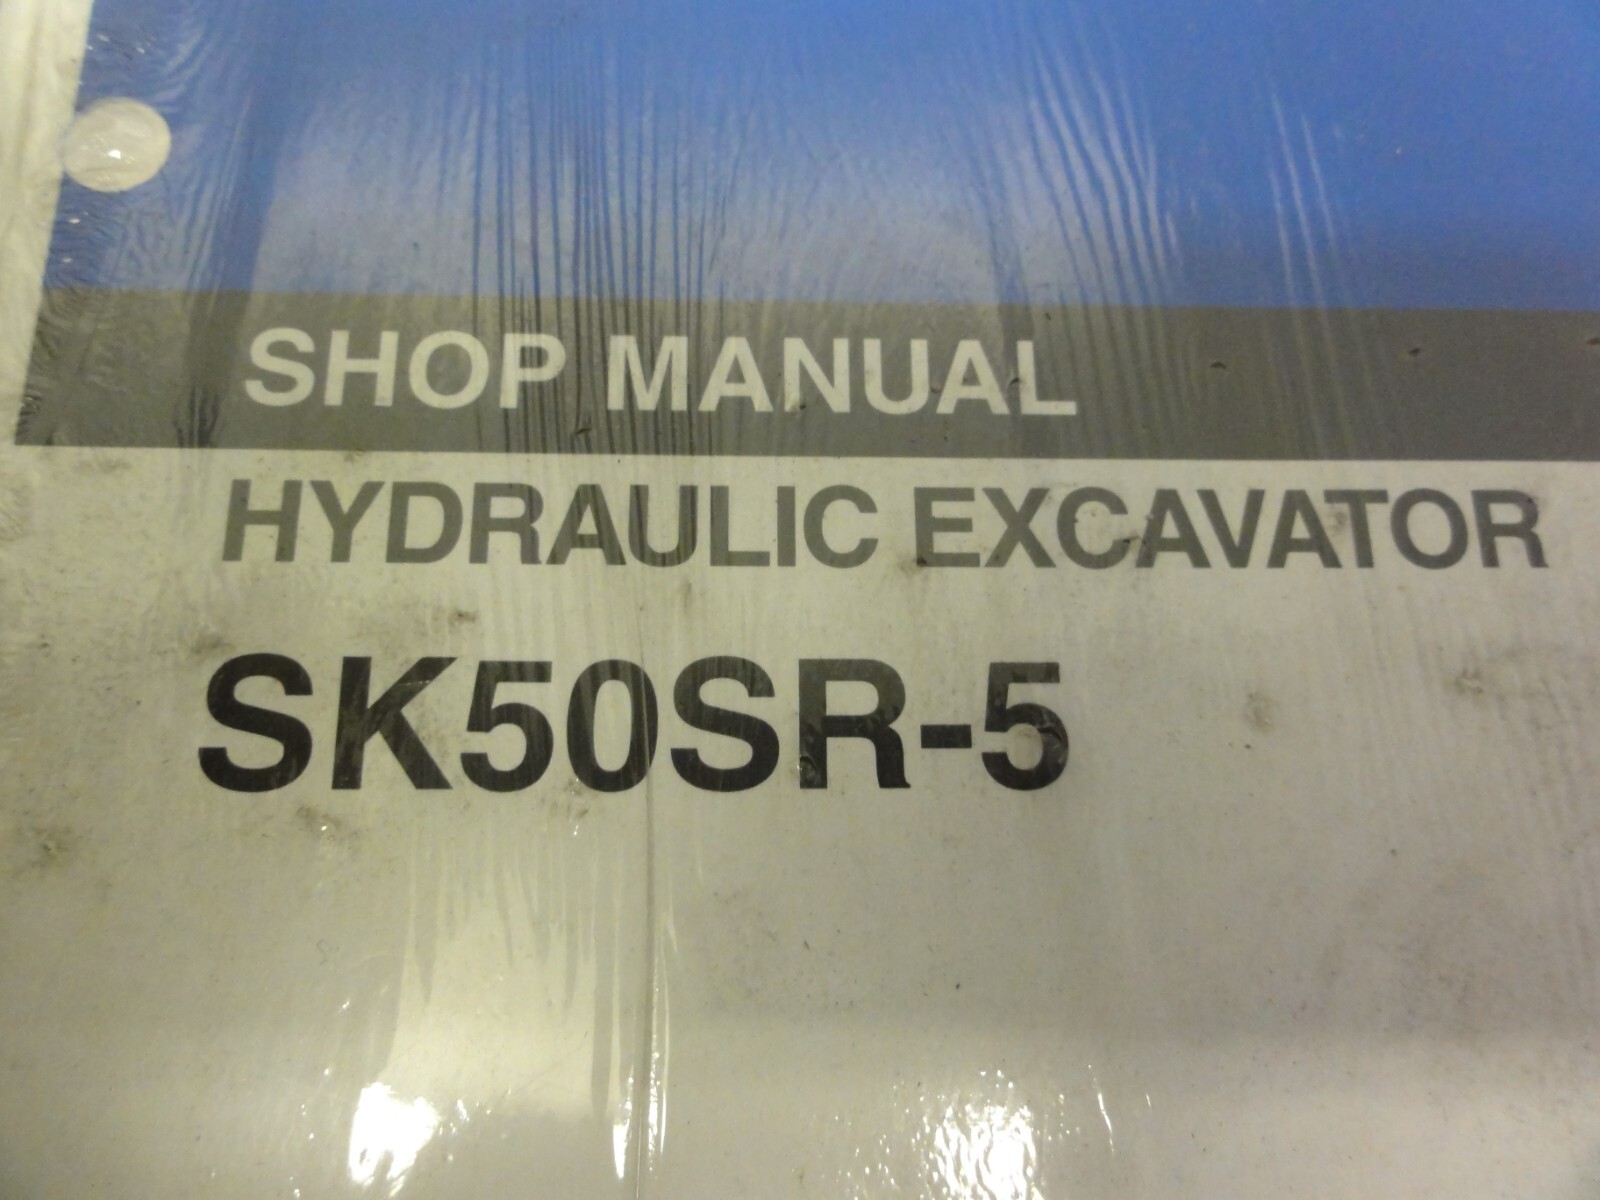 SHOP MANUAL
HYDRAULIC EXCAVATOR
SK50SR-5